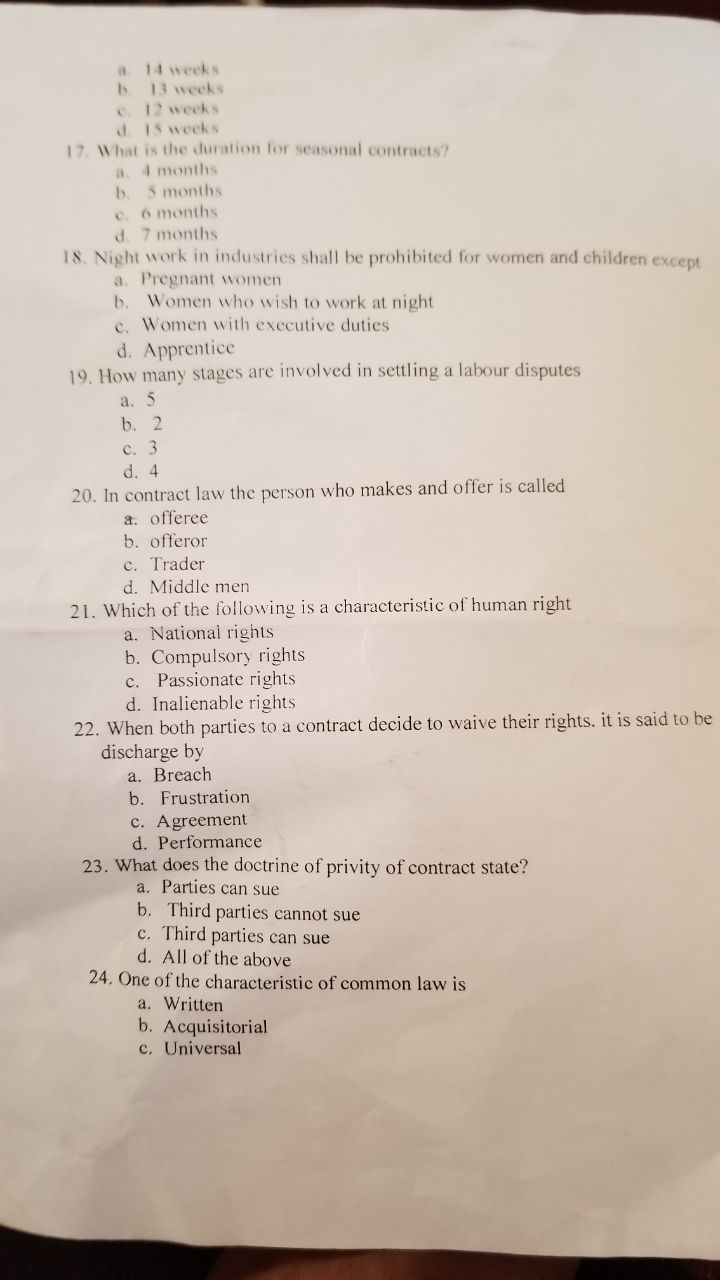 a. 14 weeks
b. 13 weeks
c. 12 weeks
d. 15 weeks
17. What is the duration for seasonal contracts?
a. 4 months
b. 5 months
c. 6 months
d. 7 months
18. Night work in industries shall be prohibited for women and children except
a. Pregnant women
b. Women who wish to work at night
c. Women with executive duties
d. Apprentice
19. How many stages are involved in settling a labour disputes
a. 5
b. 2
c. 3
d. 4
20. In contract law the person who makes and offer is called
a. offeree
b. offeror
c. Trader
d. Middle men
21. Which of the following is a characteristic of human right
a. National rights
b. Compulsory rights
c. Passionate rights
d. Inalienable rights
22. When both parties to a contract decide to waive their rights. it is said to be
discharge by
a. Breach
b. Frustration
c. Agreement
d. Performance
23. What does the doctrine of privity of contract state?
a. Parties can sue
b. Third parties cannot sue
c. Third parties can sue
d. All of the above
24. One of the characteristic of common law is
a. Written
b. Acquisitorial
c. Universal